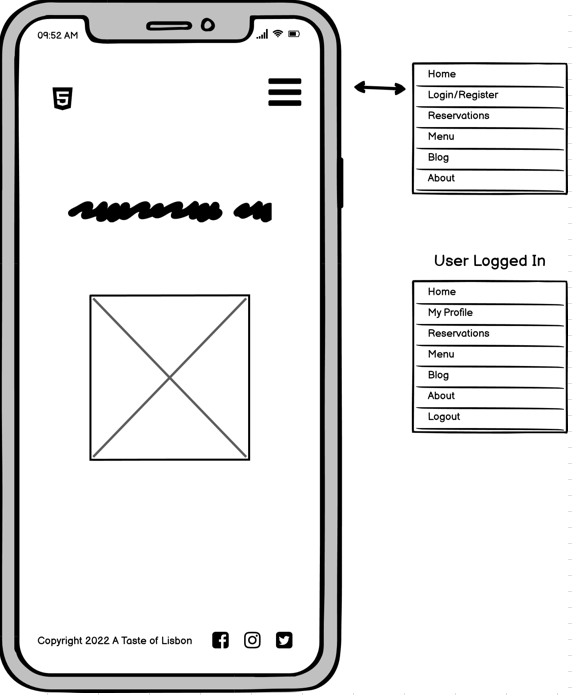 09:52 AM
5
Home
Login/Register
Reservations
Menu
Blog
About
User Logged In
Home
My Profile
Reservations
Menu
Blog
About
Logout
Copyright 2022 A Taste of Lisbon